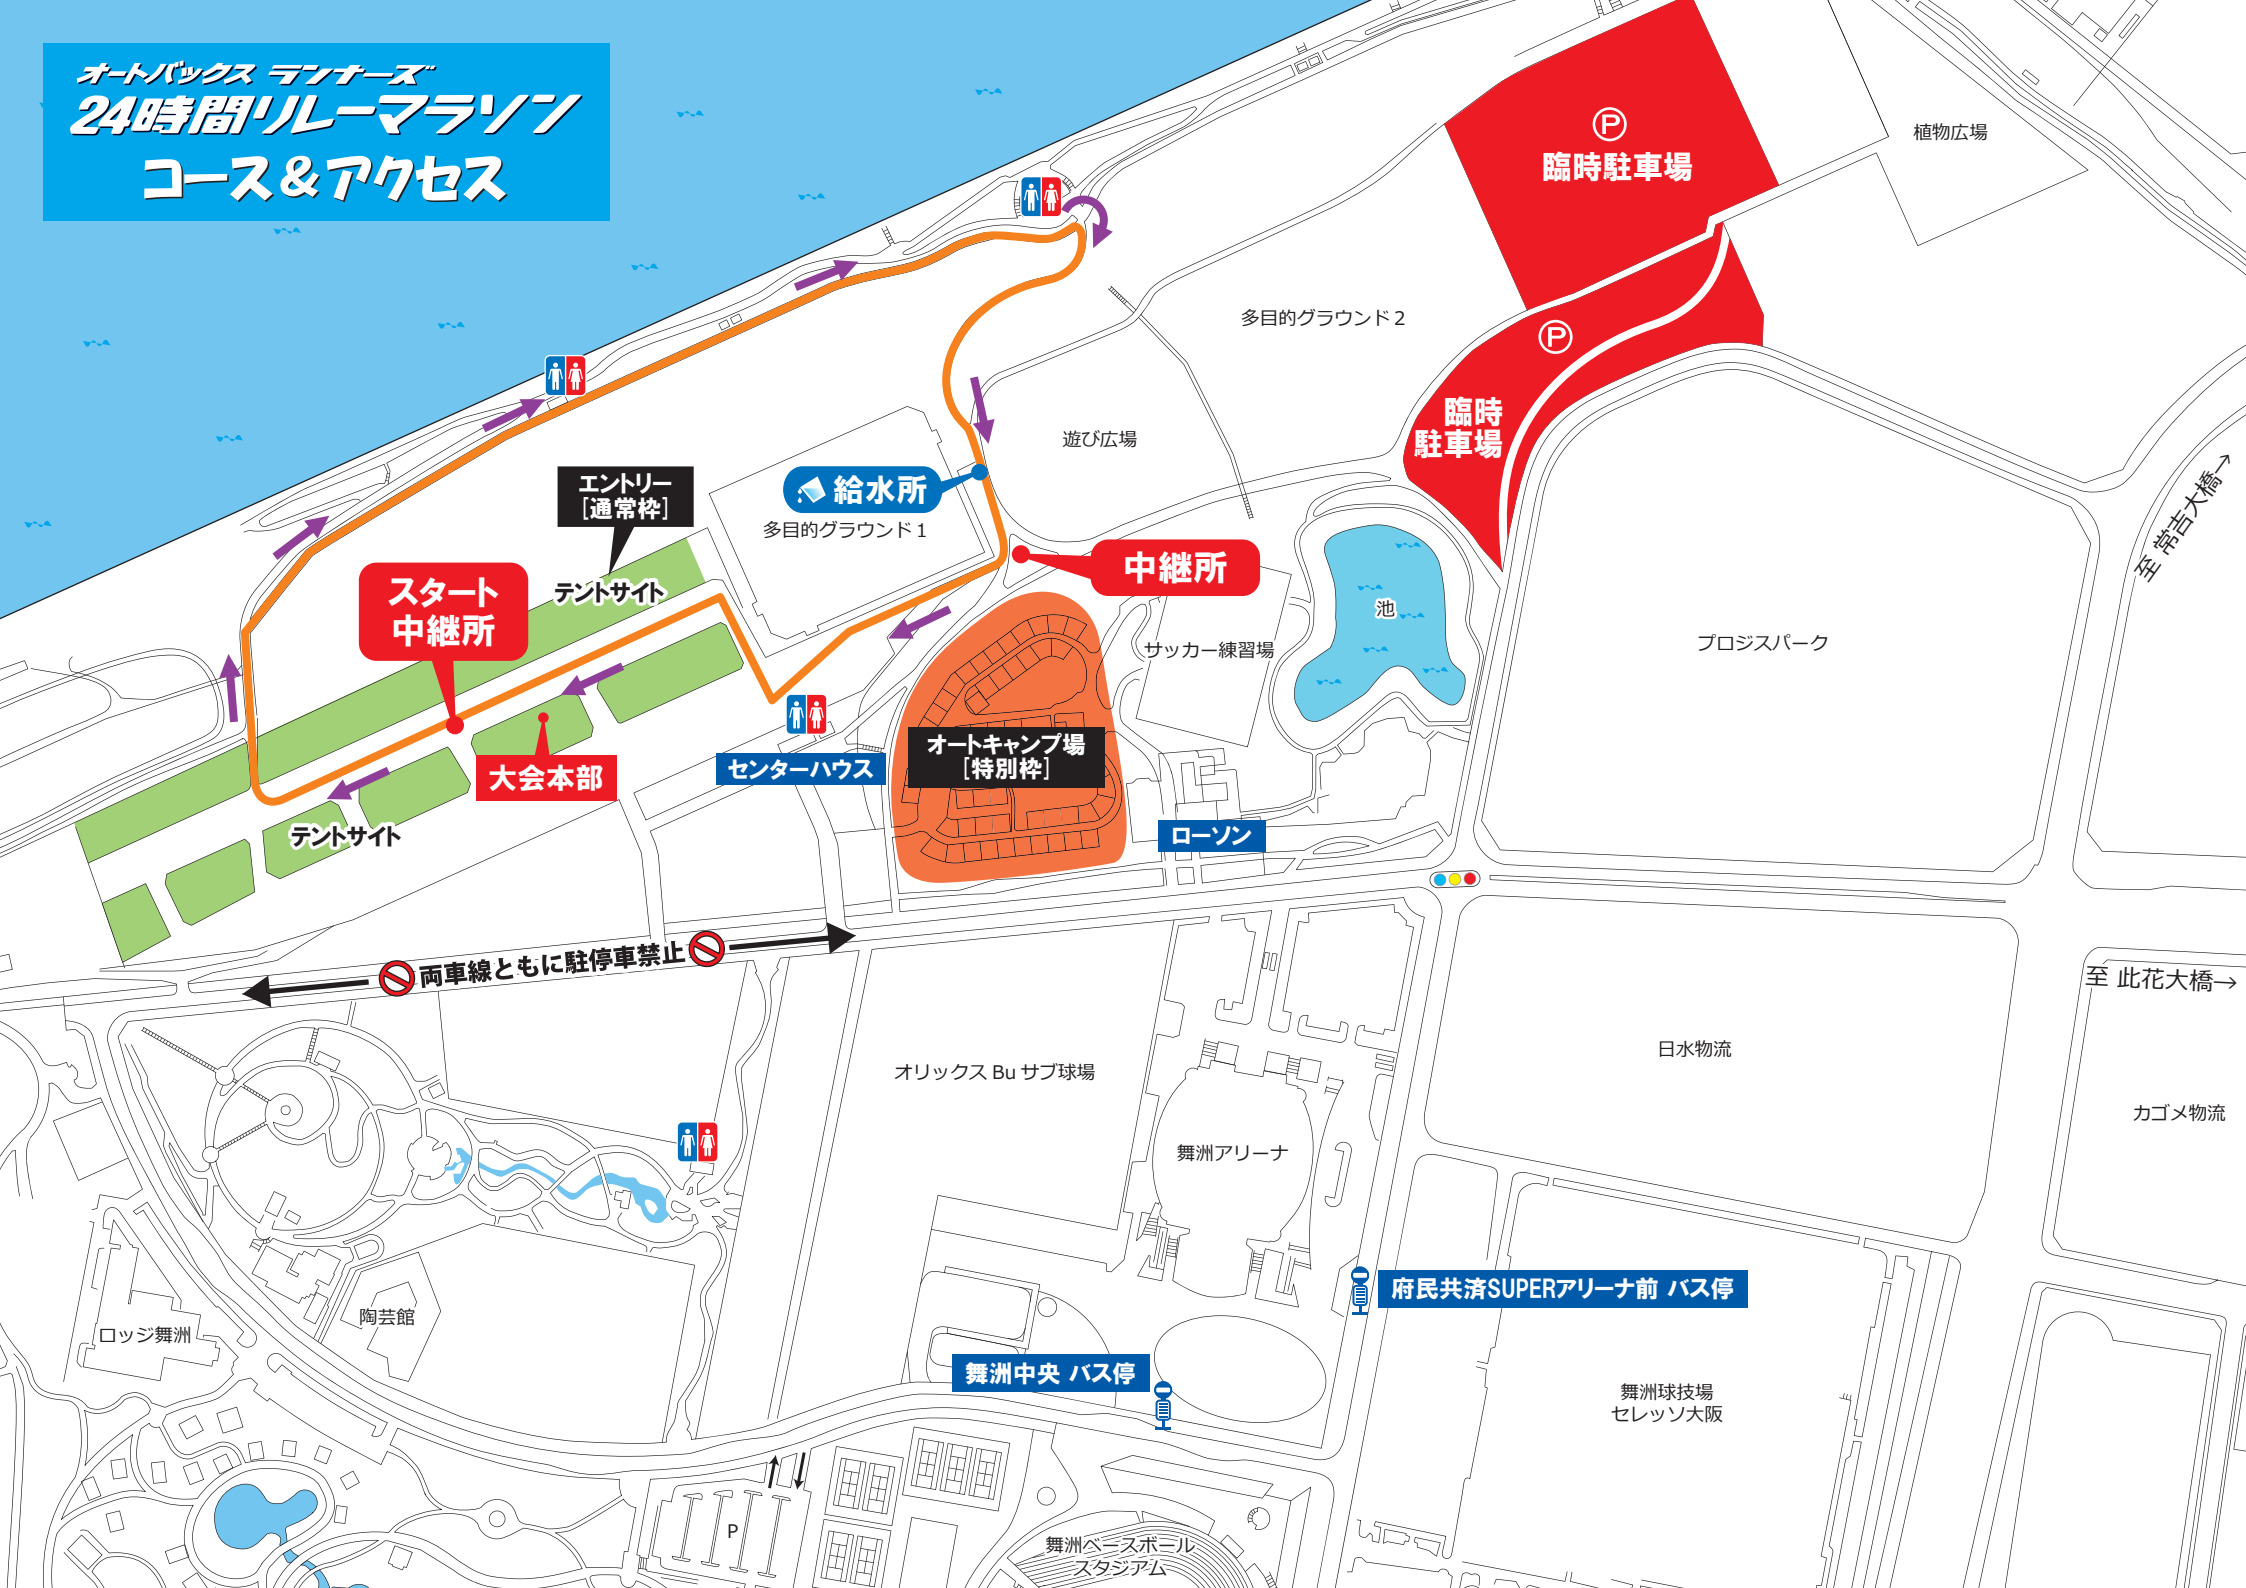 オートバックス ランナーズ
24時間リレーマラソン
コース&アクセス
植物広場
P
臨時駐車場
多目的グラウンド2
P
臨時
駐車場
遊び広場
エントリー
[通常枠]
給水所
多目的グラウンド1
至 常吉大橋→
スタート
中継所
テントサイト
中継所
池
サッカー練習場
プロジスパーク
オートキャンプ場
[特別枠]
大会本部
センターハウス
テントサイト
ローソン
両車線ともに駐停車禁止
至 此花大橋→
日水物流
オリックス Bu サブ球場
カゴメ物流
舞洲アリーナ
府民共済SUPERアリーナ前 バス停
陶芸館
ロッジ舞洲
舞洲中央 バス停
舞洲球技場
セレッソ大阪
P
舞洲ベースボール
スタジアム